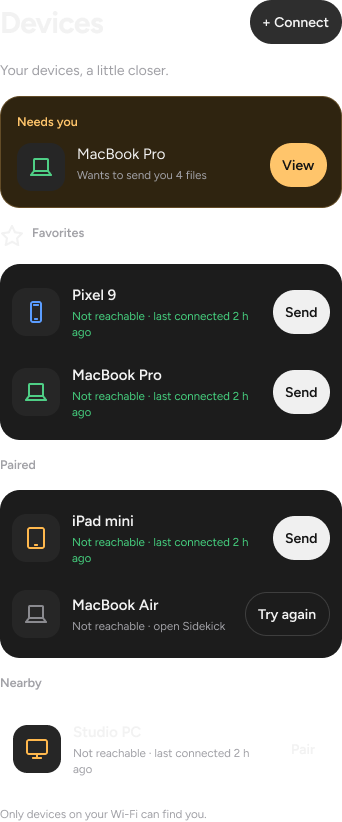 Devices
+ Connect
Your devices, a little closer.
Needs you
MacBook Pro
Wants to send you 4 files
View
Favorites
Pixel 9
Not reachable · last connected 2 h
ago
Send
MacBook Pro
Not reachable · last connected 2 h
ago
Send
Paired
iPad mini
Not reachable · last connected 2 h
ago
Send
MacBook Air
Not reachable · open Sidekick
Try again
Nearby
Studio PC
Not reachable · last connected 2 h
ago
Pair
Only devices on your Wi-Fi can find you.